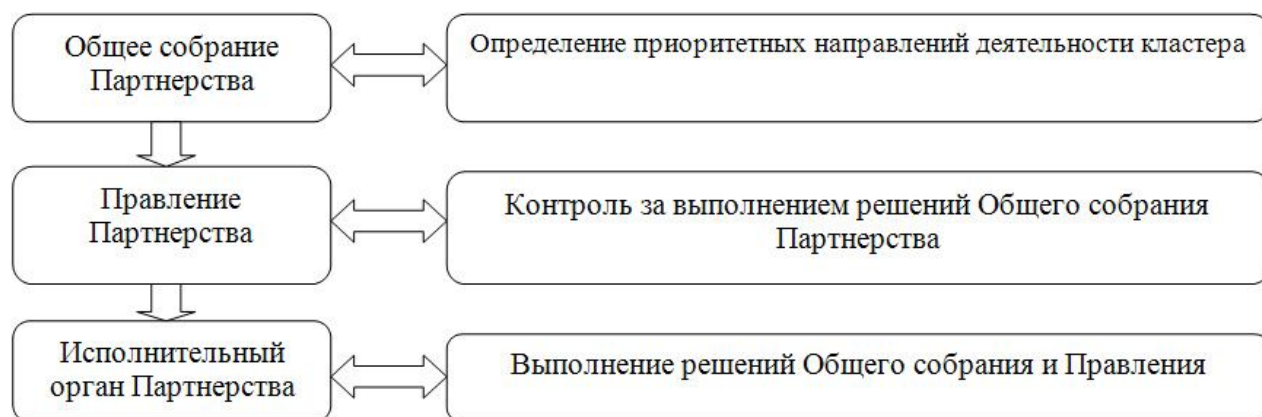 Общее собрание
Партнерства
Определение приоритетных направлений деятельности кластера
Правление
Партнерства
Контроль за выполнением решений Общего собрания
Партнерства
Исполнительный
орган Партнерства
Выполнение решений Общего собрания и Правления